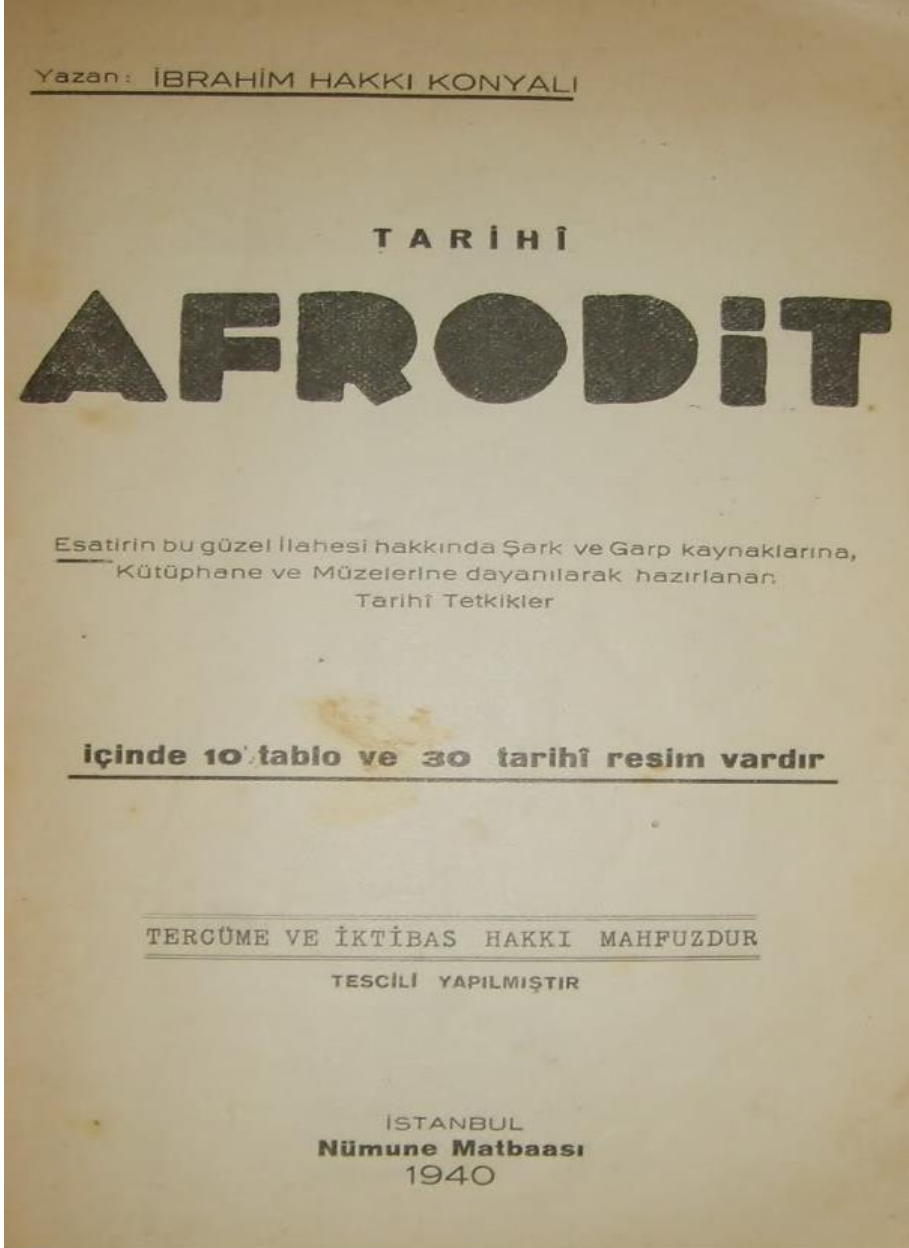 Yazan: İBRAHİM HAKKI KONYALI
TARİHÎ
AFRODİT
Esatirin bu güzel İlahesi hakkında Şark ve Garp kaynaklarına,
Kütüphane ve Müzelerine dayanılarak hazırlanan
Tarihî Tetkikler
içinde 10 tablo ve 30 tarihî resim vardır
TERCÜME VE İKTİBAS HAKKI MAHFUZDUR
TESCİLİ YAPILMIŞTIR
İSTANBUL
Nümune Matbaası
1940